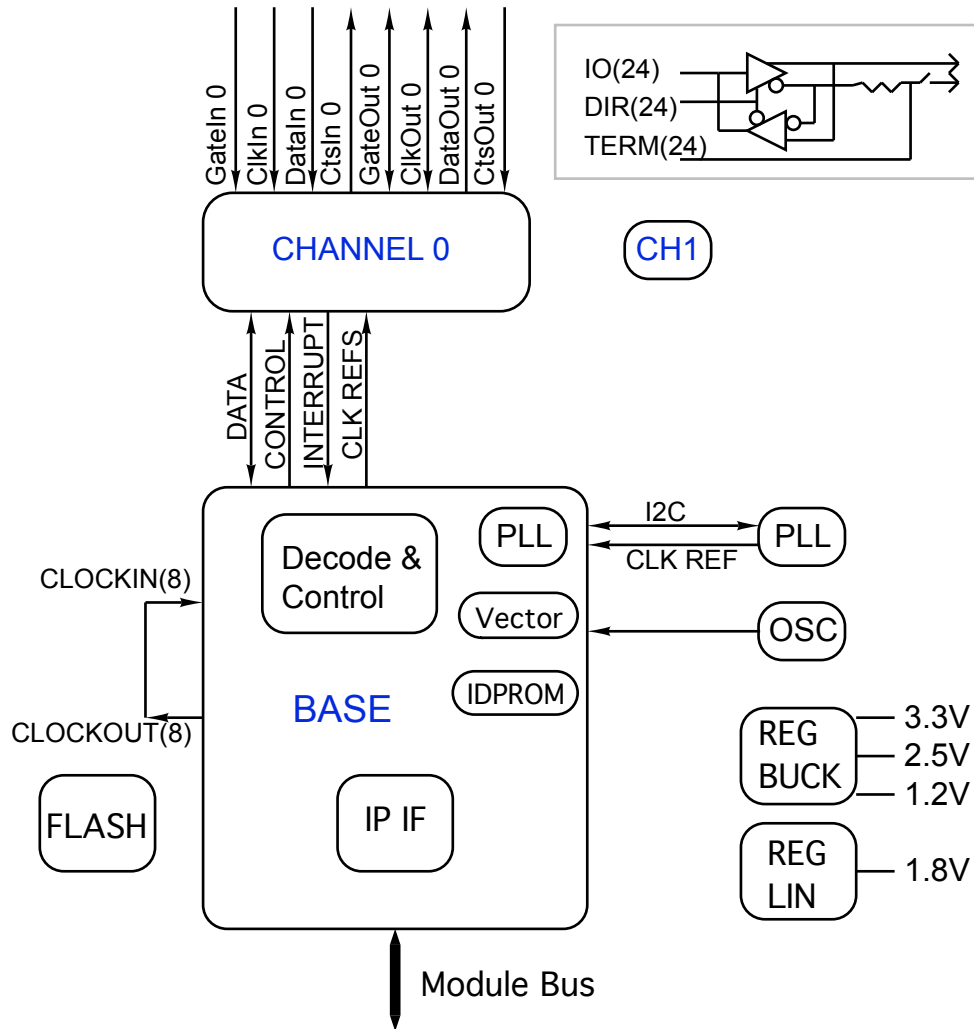 GateIn 0
ClkIn 0
DataIn 0
CtsIn 0
GateOut 0
ClkOut 0
DataOut 0
CtsOut 0
IO(24)
DIR(24)
TERM(24)
CHANNEL 0
CH1
DATA
CONTROL
INTERRUPT
CLK REFS
Decode &
Control
PLL
I2C
CLK REF
PLL
CLOCKIN(8)
Vector
OSC
IDPROM
BASE
CLOCKOUT(8)
REG
BUCK
3.3V
2.5V
1.2V
FLASH
IP IF
REG
LIN
1.8V
Module Bus